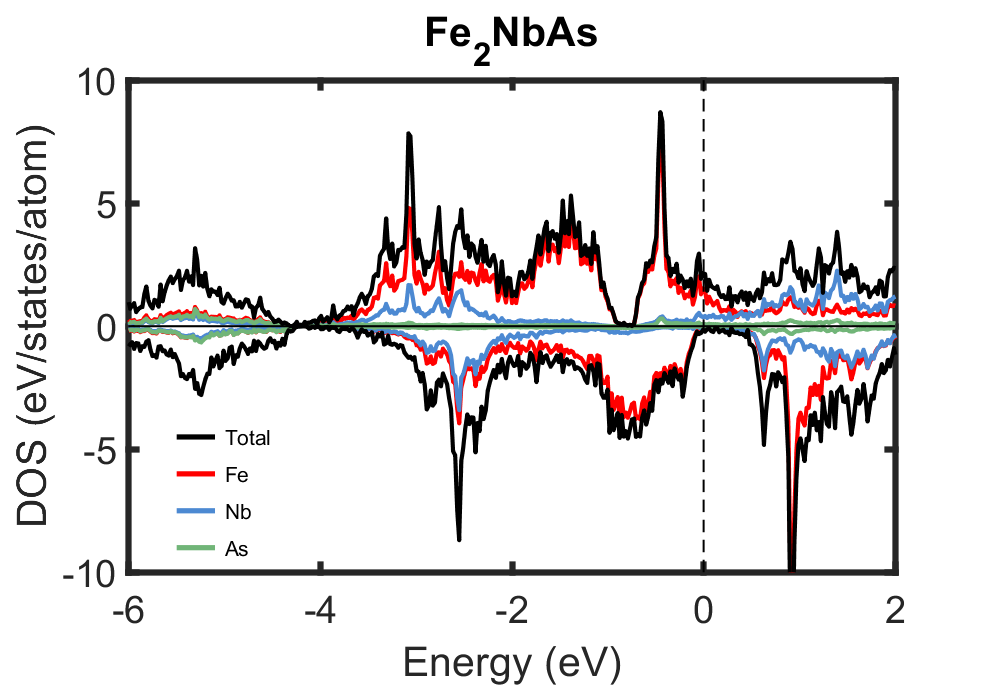 Fe₂NbAs
10
5
0
-5
-10
DOS (eV/states/atom)
Total
Fe
Nb
As
-6 -4 -2 0 2
Energy (eV)